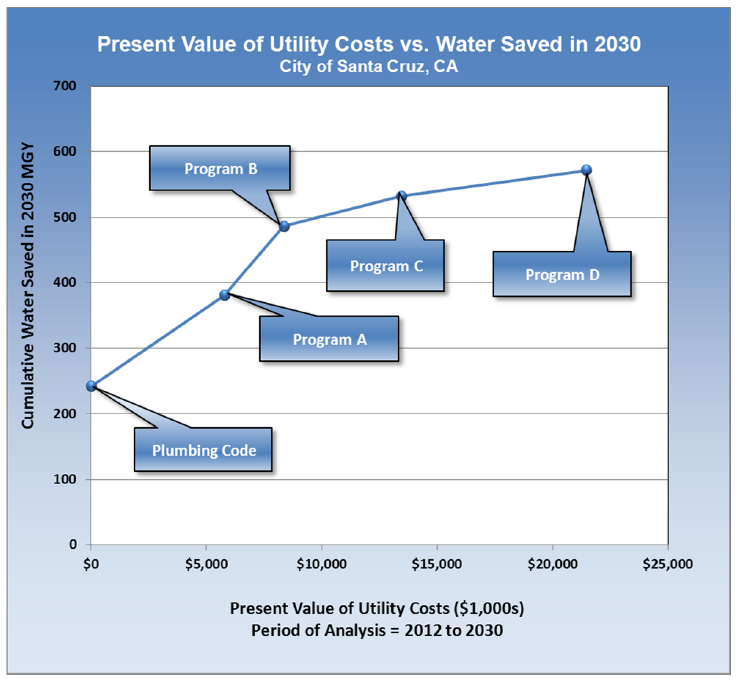 Present Value of Utility Costs vs. Water Saved in 2030
City of Santa Cruz, CA
Cumulative Water Saved in 2030 MGY
700
600
500
400
300
200
100
0
Program B
Program C
Program D
Program A
Plumbing Code
$0
$5,000
$10,000
$15,000
$20,000
$25,000
Present Value of Utility Costs ($1,000s)
Period of Analysis = 2012 to 2030